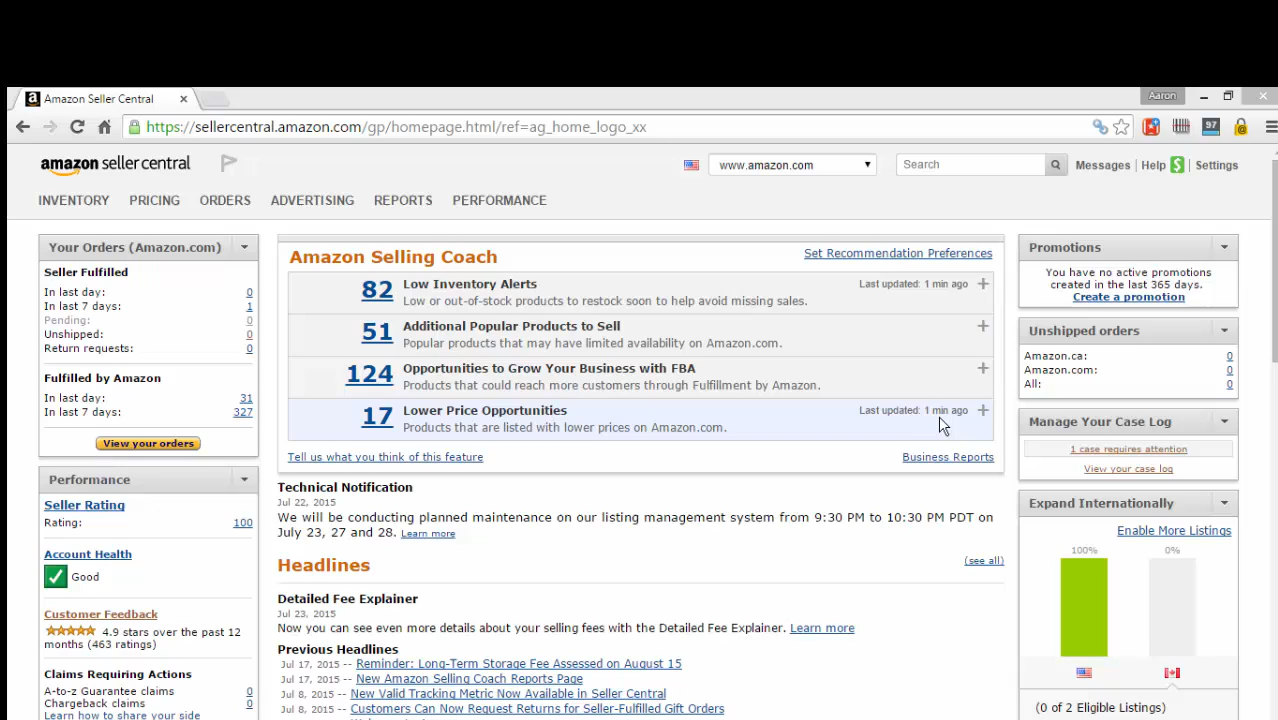 Amazon Seller Central
Aaron
https://sellercentral.amazon.com/gp/homepage.html/ref=ag_home_logo_xx
97
amazon seller central
www.amazon.com
Search
Messages | Help $ Settings
INVENTORY PRICING ORDERS ADVERTISING REPORTS PERFORMANCE
Your Orders (Amazon.com)
Seller Fulfilled
In last day: 0
In last 7 days: 1
Pending: 0
Unshipped: 0
Return requests: 0
Fulfilled by Amazon
In last day: 31
In last 7 days: 327
View your orders
Performance
Seller Rating
Rating: 100
Account Health
Good
Customer Feedback
4.9 stars over the past 12
months (463 ratings)
Claims Requiring Actions
A-to-z Guarantee claims 0
Chargeback claims 0
Learn how to share your side
Amazon Selling Coach
Set Recommendation Preferences
82 Low Inventory Alerts Last updated: 1 min ago +
Low or out-of-stock products to restock soon to help avoid missing sales.
51 Additional Popular Products to Sell +
Popular products that may have limited availability on Amazon.com.
124 Opportunities to Grow Your Business with FBA +
Products that could reach more customers through Fulfillment by Amazon.
17 Lower Price Opportunities Last updated: 1 min ago +
Products that are listed with lower prices on Amazon.com.
Tell us what you think of this feature
Business Reports
Technical Notification
Jul 22, 2015
We will be conducting planned maintenance on our listing management system from 9:30 PM to 10:30 PM PDT on
July 23, 27 and 28. Learn more
Headlines
(see all)
Detailed Fee Explainer
Jul 23, 2015
Now you can see even more details about your selling fees with the Detailed Fee Explainer. Learn more
Previous Headlines
Jul 17, 2015 -- Reminder: Long-Term Storage Fee Assessed on August 15
Jul 17, 2015 -- New Amazon Selling Coach Reports Page
Jul 8, 2015 -- New Valid Tracking Metric Now Available in Seller Central
Jul 8, 2015 -- Customers Can Now Request Returns for Seller-Fulfilled Gift Orders
Promotions
You have no active promotions
created in the last 365 days.
Create a promotion
Unshipped orders
Amazon.ca: 0
Amazon.com: 0
All: 0
Manage Your Case Log
1 case requires attention
View your case log
Expand Internationally
Enable More Listings
100% 0%
(0 of 2 Eligible Listings)